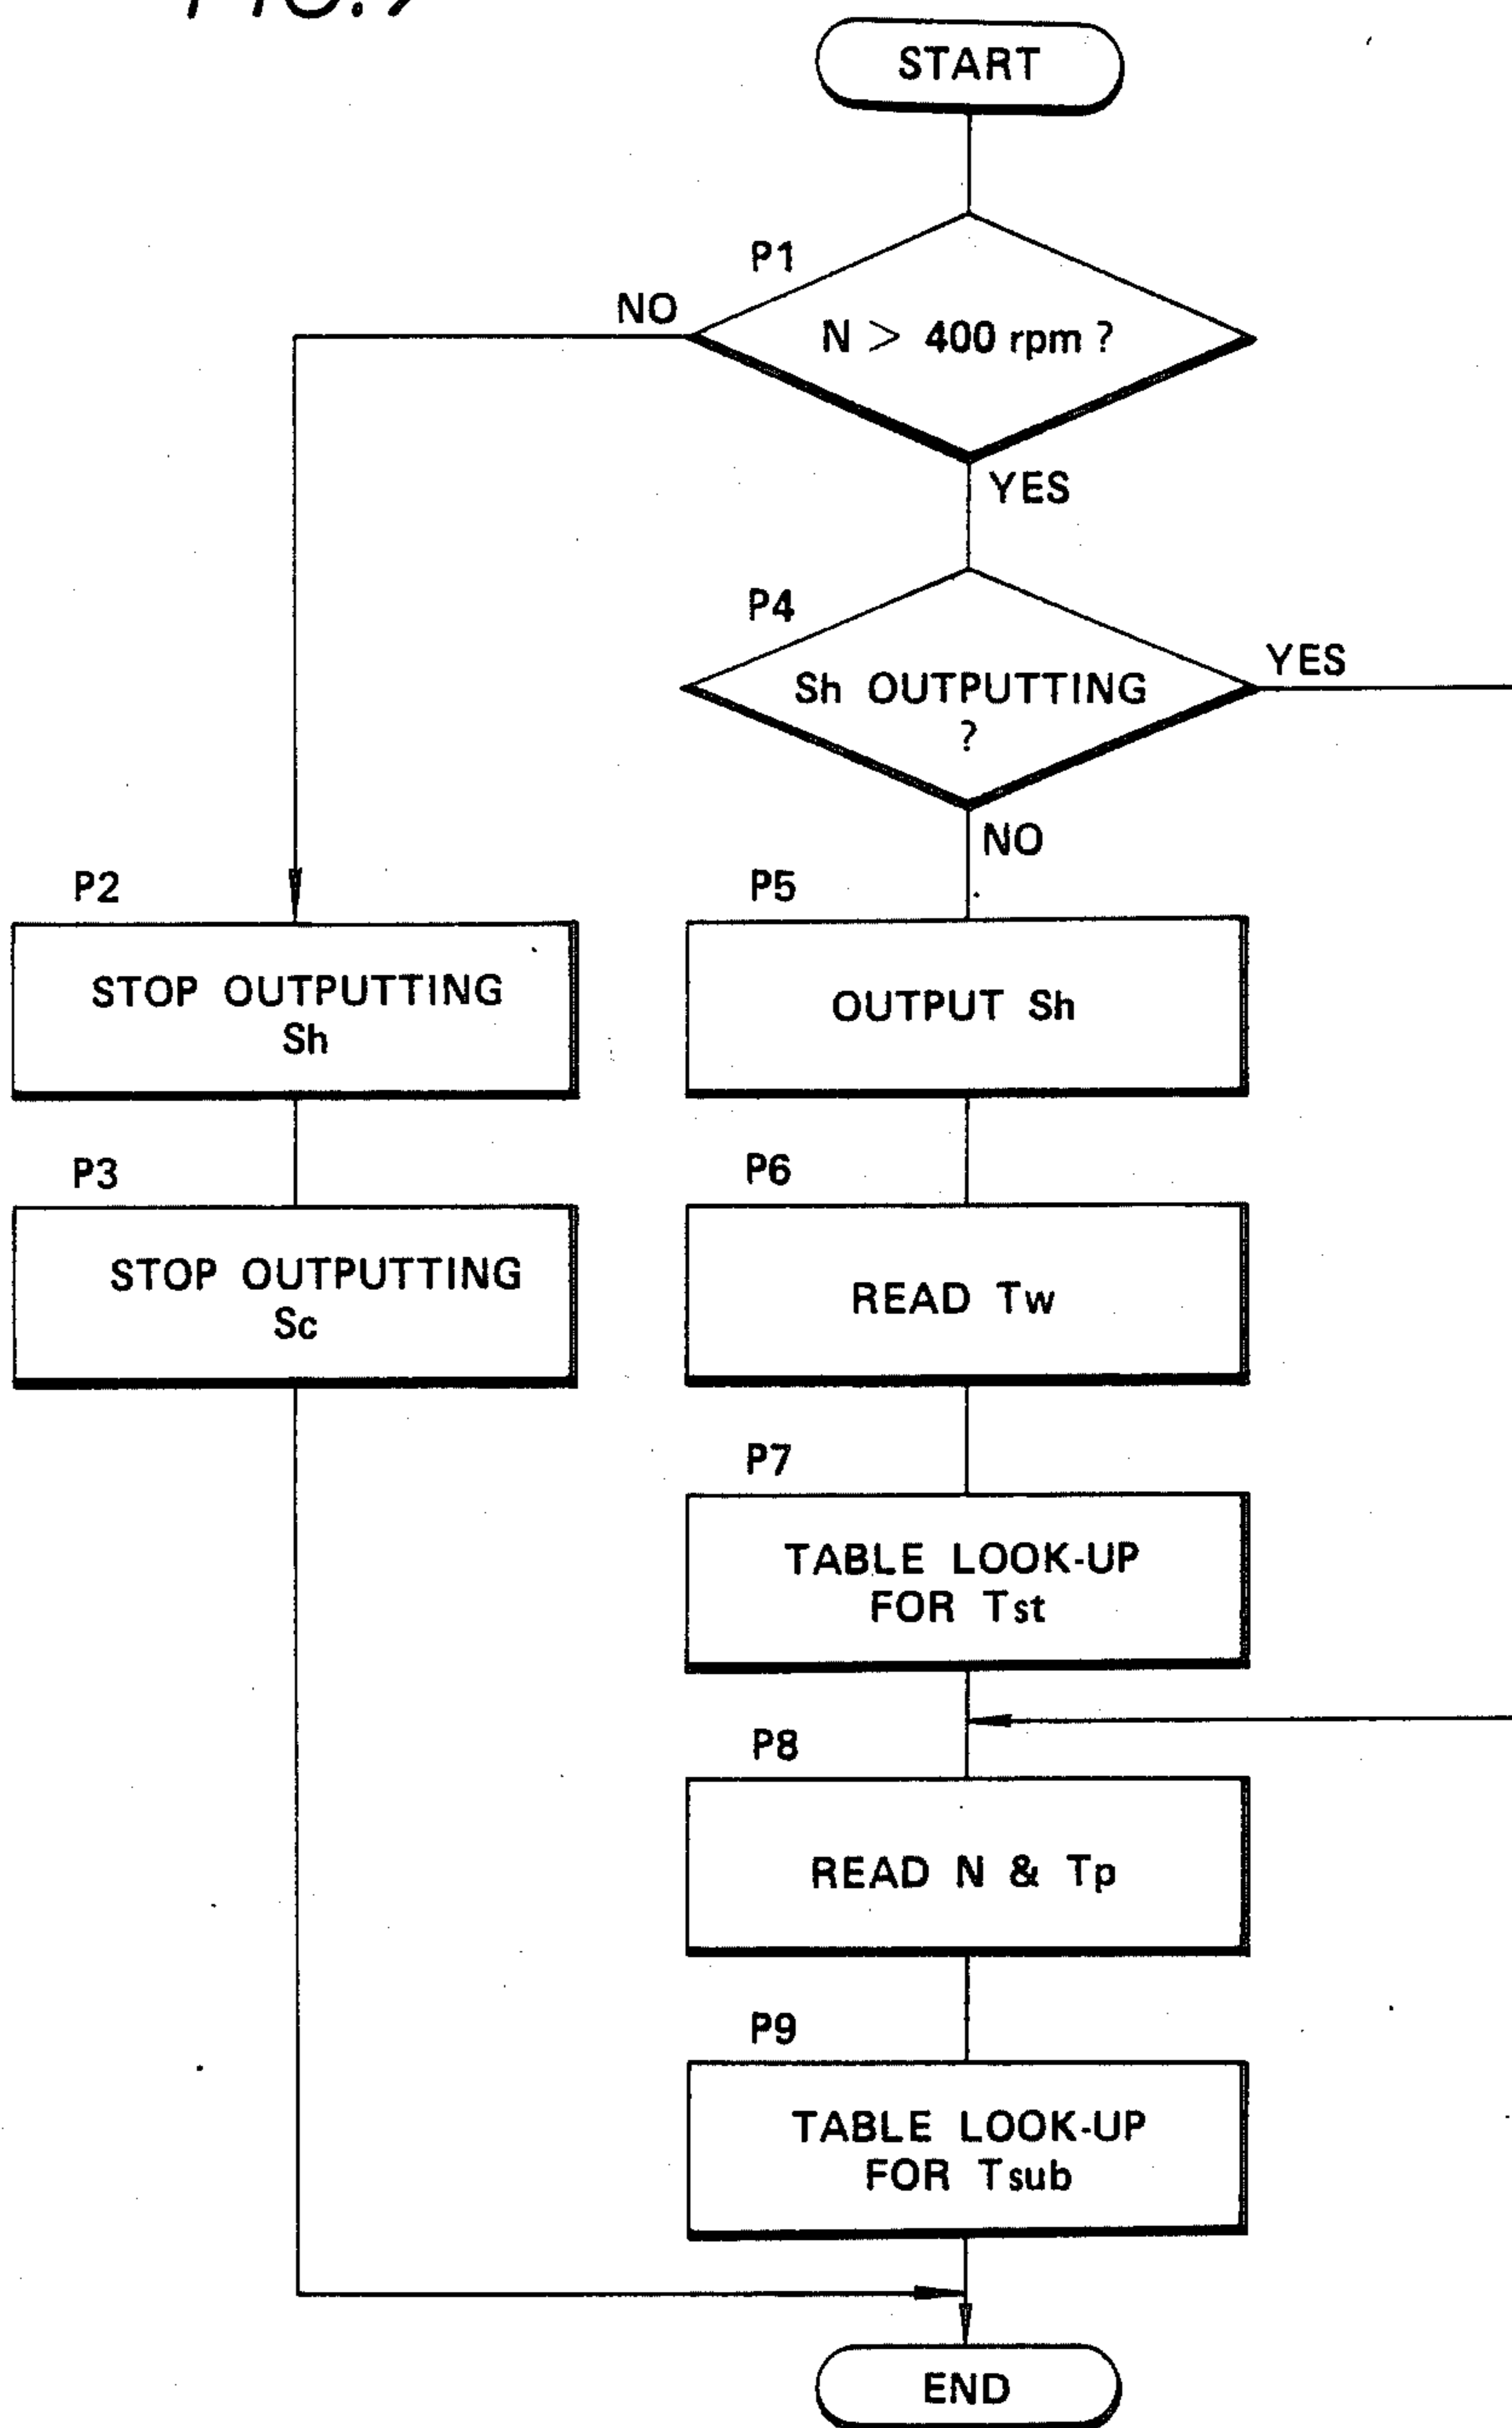 START
P1
NO
N > 400 rpm ?
YES
P4
YES
Sh OUTPUTTING
?
NO
P2
P5
STOP OUTPUTTING
Sh
OUTPUT Sh
P3
P6
STOP OUTPUTTING
Sc
READ Tw
P7
TABLE LOOK-UP
FOR Tst
P8
READ N & Tp
P9
TABLE LOOK-UP
FOR Tsub
END